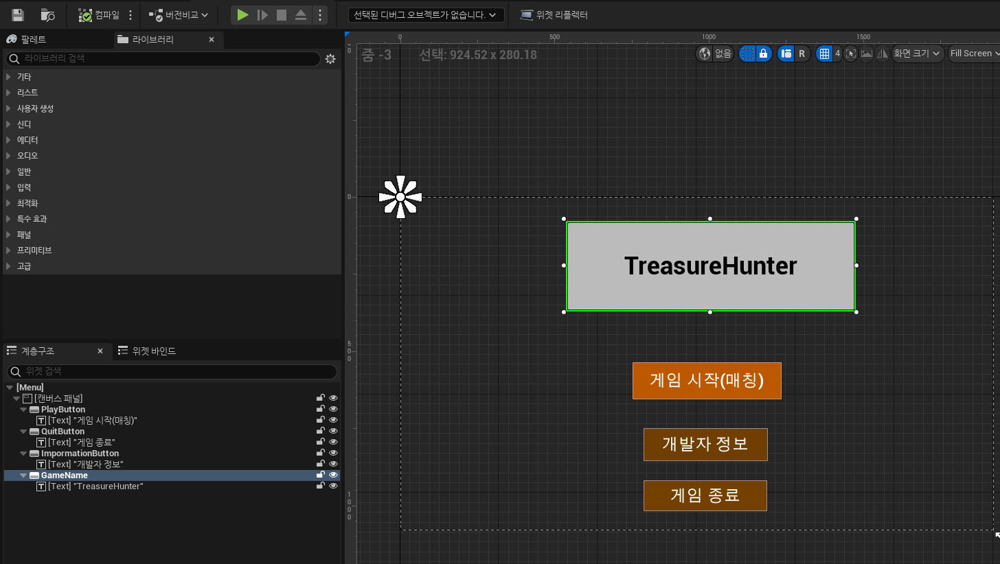 컴파일
버전비교
선택된 디버그 오브젝트가 없습니다.
위젯 리플렉터
팔레트
라이브러리
라이브러리 검색
기타
리스트
사용자 생성
신디
에디터
오디오
일반
입력
최적화
특수 효과
패널
프리미티브
고급
계층구조
위젯 바인드
위젯 검색
[Menu]
[캔버스 패널]
PlayButton
[Text] "게임 시작(매칭)"
QuitButton
[Text] "게임 종료"
ImpormationButton
[Text] "개발자 정보"
GameName
[Text] "TreasureHunter"
0
500
1000
1500
0
0
500
1000
줌 -3
선택: 924.52 x 280.18
없음
R
4
화면 크기
Fill Screen
TreasureHunter
게임 시작(매칭)
개발자 정보
게임 종료